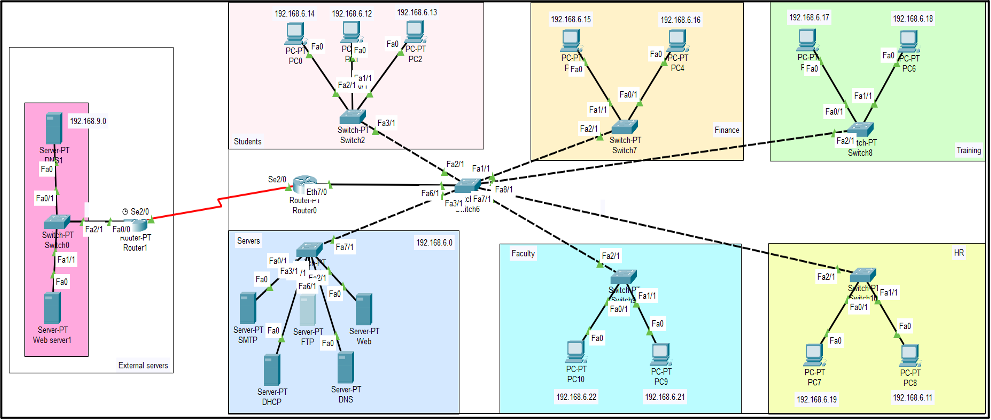 192.168.9.0
Server-PT
DNS1
Fa0
Fa0/1
Switch-PT
Switch0
Fa2/1
Fa0/0
Se2/0
Router-PT
Router1
Fa1/1
Fa0
Server-PT
Web server1
External servers
192.168.6.14
192.168.6.12
192.168.6.13
Fa0
PC-PT
PC0
Fa0
Fa0
PC-PT
PC2
Fa1/1
Fa2/1
Switch-PT
Switch2
Fa3/1
Students
192.168.6.15
192.168.6.16
Fa0
PC-PT
Fa0
PC-PT
PC4
Fa1/1
Fa0/1
Fa2/1
Switch-PT
Switch7
Finance
192.168.6.17
192.168.6.18
Fa0
PC-PT
Fa0
PC-PT
PC6
Fa1/1
Fa0/1
Fa2/1
tch-PT
Switch8
Training
Se2/0
Eth7/0
Router-PT
Router0
Fa2/1
Fa1/1
Fa6/1
Fa3/1
Fa7/1
Fa8/1
Servers
Fa7/1
192.168.6.0
Fa0/1
Fa3/1
Fa6/1
Fa0
Server-PT
SMTP
Fa0
Server-PT
FTP
Fa0
Server-PT
Web
Fa0
Server-PT
DHCP
Fa0
Server-PT
DNS
Faculty
Fa2/1
Switch-PT
Fa1/1
Fa0/1
Fa0
PC-PT
PC10
Fa0
PC-PT
PC9
192.168.6.22
192.168.6.21
HR
Fa2/1
Switch-PT
Fa1/1
Fa0/1
Fa0
PC-PT
PC7
Fa0
PC-PT
PC8
192.168.6.19
192.168.6.11